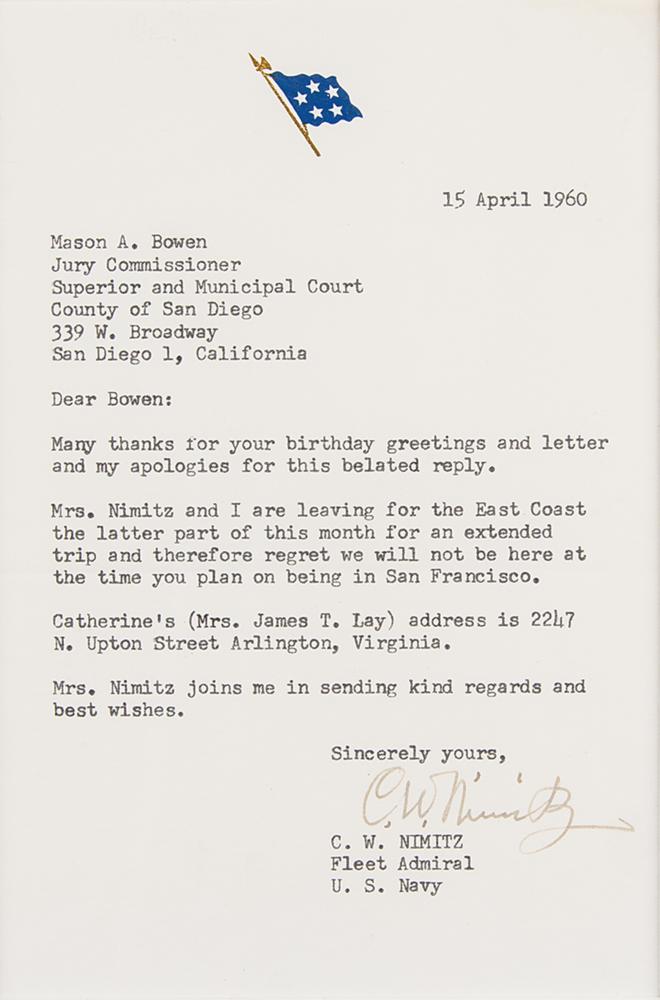 15 April 1960
Mason A. Bowen
Jury Commissioner
Superior and Municipal Court
County of San Diego
339 W. Broadway
San Diego 1, California
Dear Bowen:
Many thanks for your birthday greetings and letter
and my apologies for this belated reply.
Mrs. Nimitz and I are leaving for the East Coast
the latter part of this month for an extended
trip and therefore regret we will not be here at
the time you plan on being in San Francisco.
Catherine's (Mrs. James T. Lay) address is 2247
N. Upton Street Arlington, Virginia.
Mrs. Nimitz joins me in sending kind regards and
best wishes.
Sincerely yours,
C.W. Nimitz
C. W. NIMITZ
Fleet Admiral
U. S. Navy